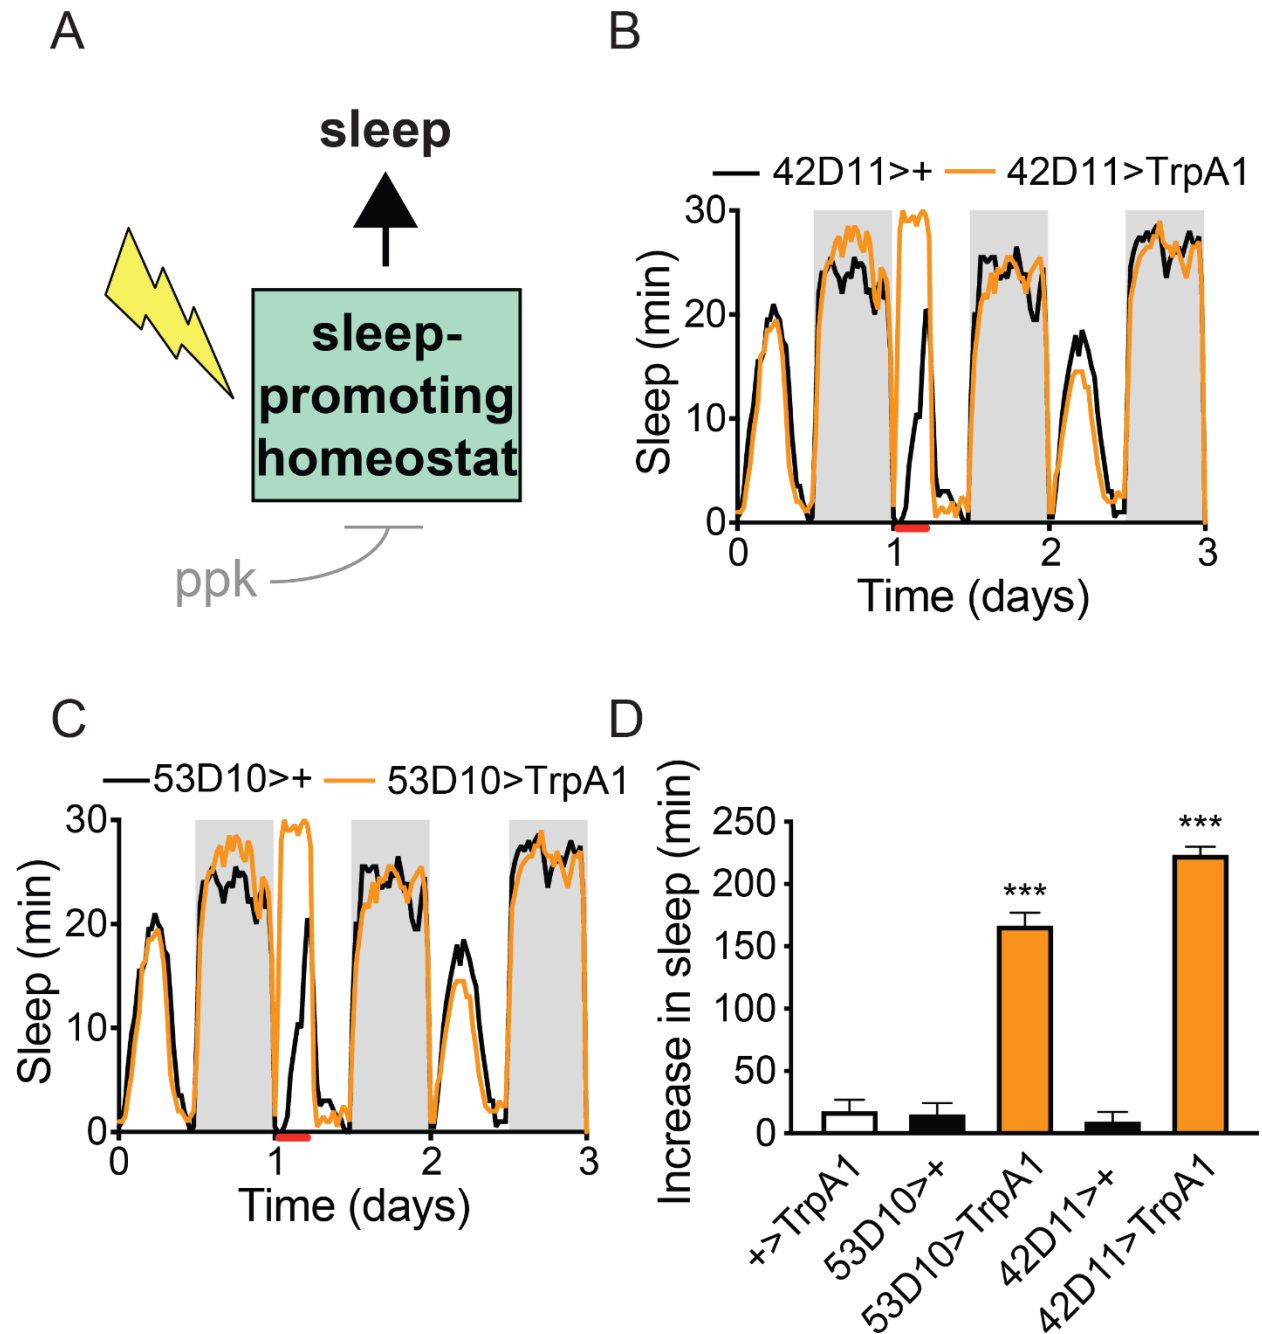 A
sleep
sleep-
promoting
homeostat
ppk
B
42D11>+
42D11>TrpA1
30
20
10
0
Sleep (min)
0
1
2
3
Time (days)
C
53D10>+
53D10>TrpA1
30
20
10
0
Sleep (min)
0
1
2
3
Time (days)
D
Increase in sleep (min)
250
200
150
100
50
0
***
***
+>TrpA1
53D10>+
53D10>TrpA1
42D11>+
42D11>TrpA1